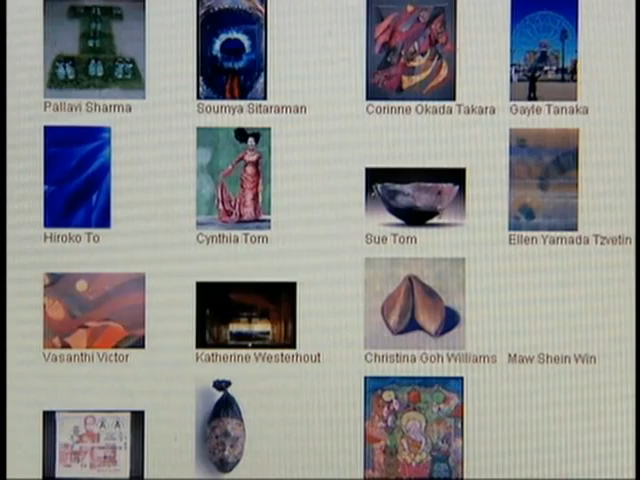 Pallavi Sharma
Soumya Sitaraman
Corinne Okada Takara
Gayle Tanaka
Hiroko To
Cynthia Tom
Sue Tom
Ellen Yamada Tzvetin
Vasanthi Victor
Katherine Westerhout
Christina Goh Williams
Maw Shein Win